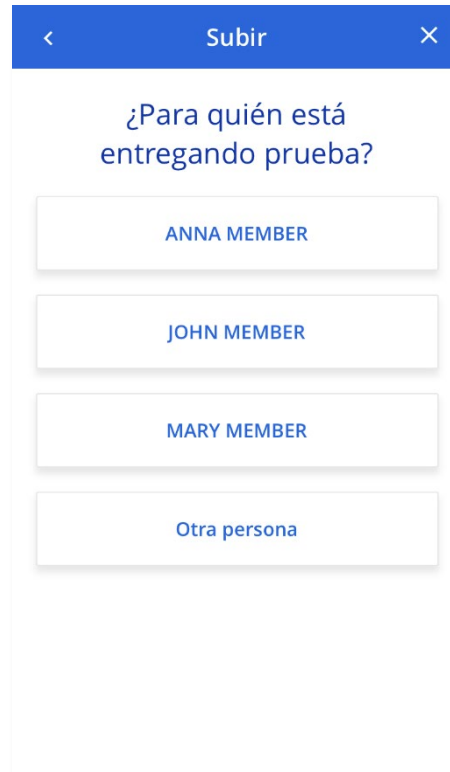 Subir
¿Para quién está
entregando prueba?
ANNA MEMBER
JOHN MEMBER
MARY MEMBER
Otra persona